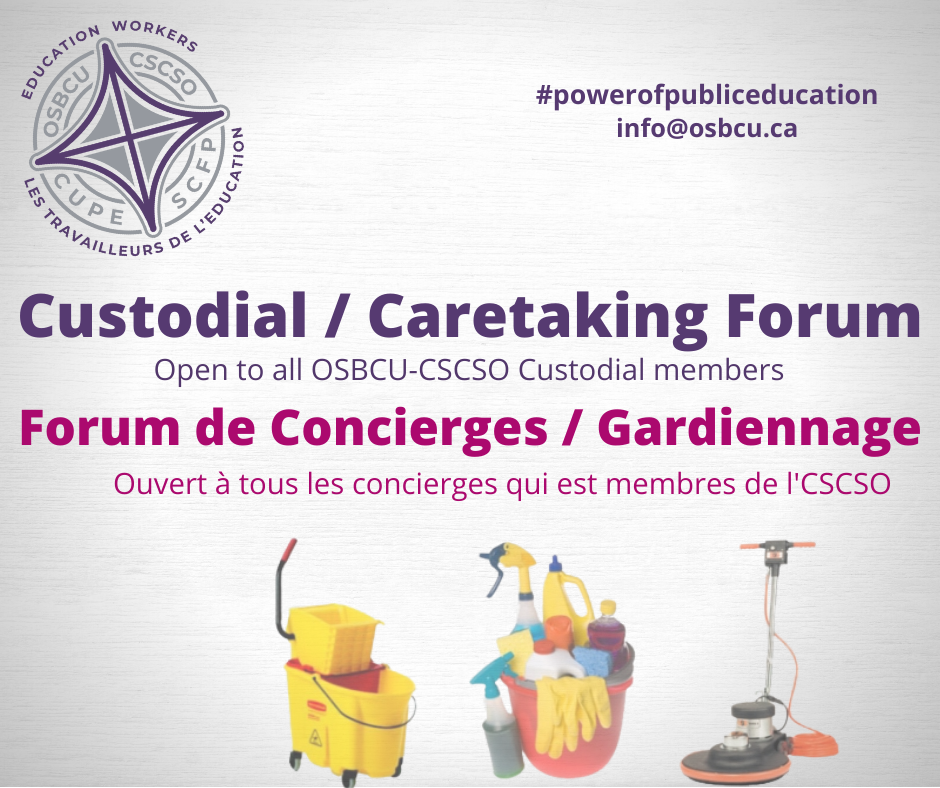 EDUCATION WORKERS
OSBCU
CSCSO
CUPE
SCFP
LES TRAVAILLEURS DE L'EDUCATION
#powerofpubliceducation
info@osbcu.ca
Custodial / Caretaking Forum
Open to all OSBCU-CSCSO Custodial members
Forum de Concierges / Gardiennage
Ouvert à tous les concierges qui est membres de l'CSCSO